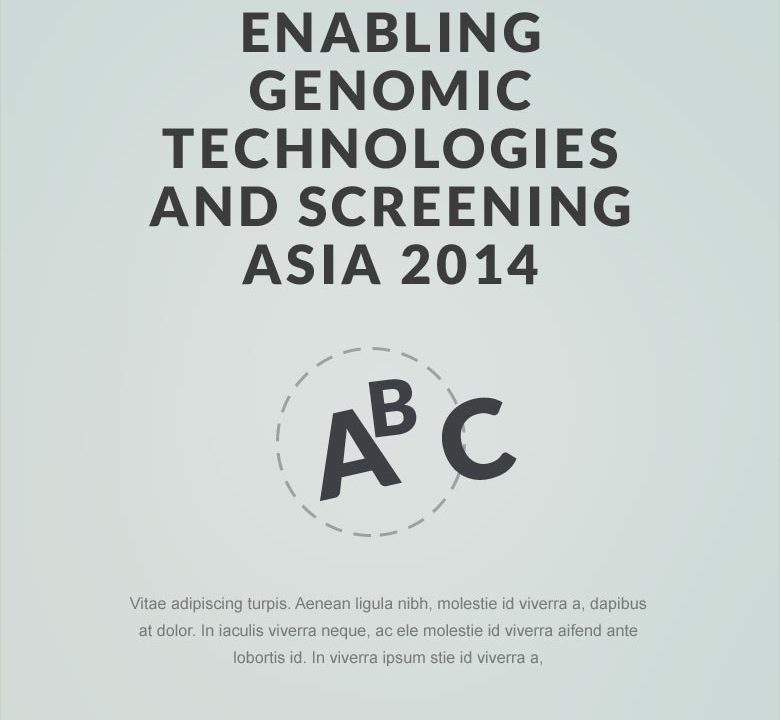 ENABLING
GENOMIC
TECHNOLOGIES
AND SCREENING
ASIA 2014
ABC
Vitae adipiscing turpis. Aenean ligula nibh, molestie id viverra a, dapibus
at dolor. In iaculis viverra neque, ac ele molestie id viverra aifend ante
lobortis id. In viverra ipsum stie id viverra a,